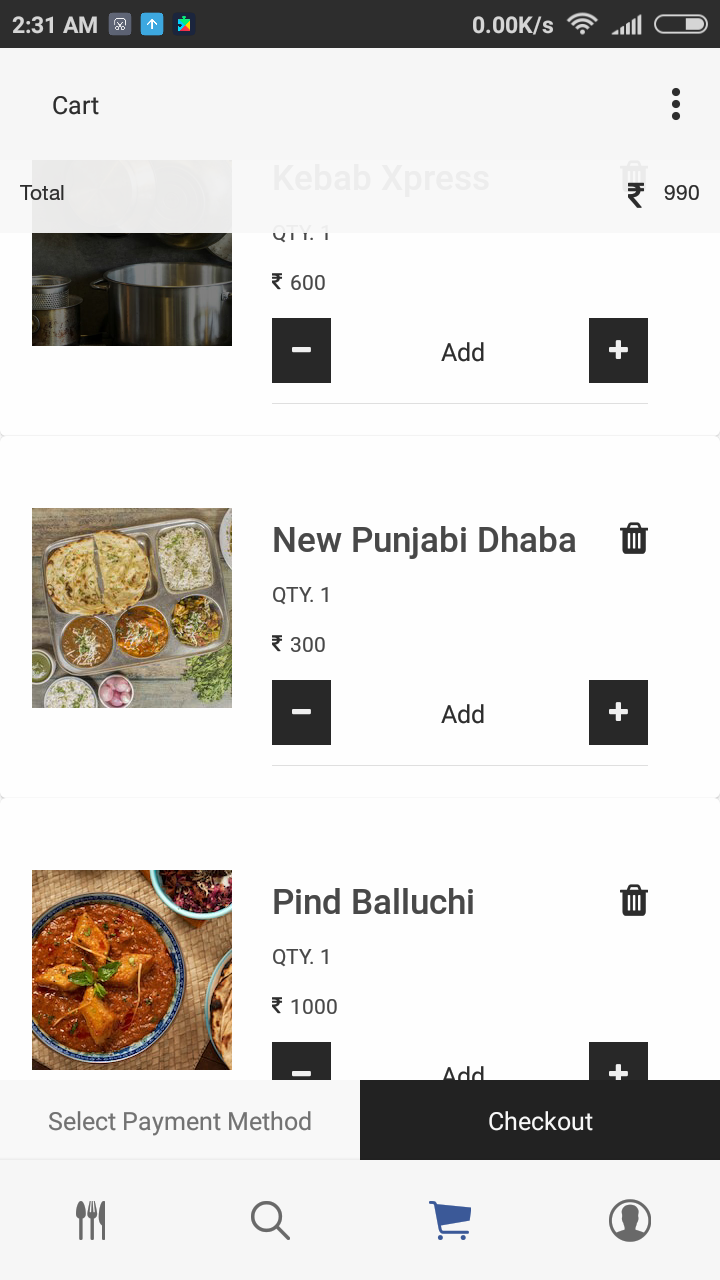 2:31 AM 0.00K/s
Cart
Kebab Xpress
Total ₹ 990
QTY. 1
₹ 600
Add
New Punjabi Dhaba
QTY. 1
₹ 300
Add
Pind Balluchi
QTY. 1
₹ 1000
Add
Select Payment Method Checkout